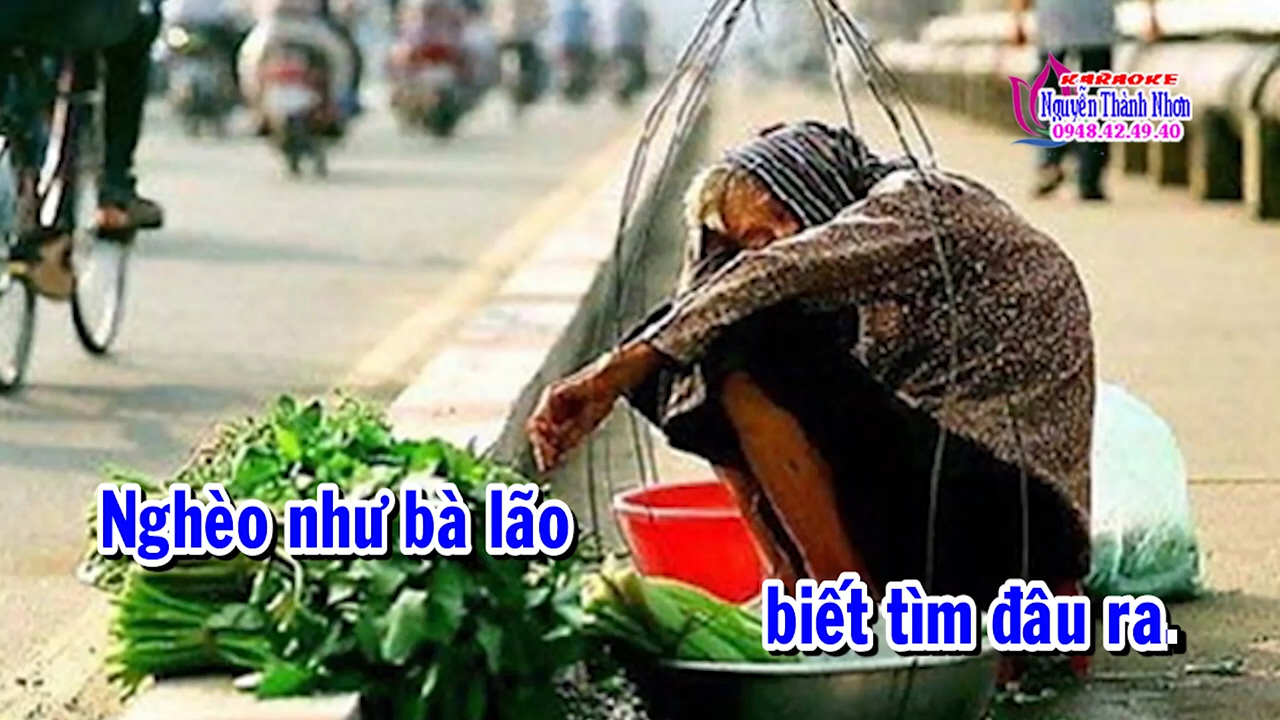 KARAOKE
Nguyễn Thành Nhơn
0948.42.49.40
Nghèo như bà lão
biết tìm đâu ra.